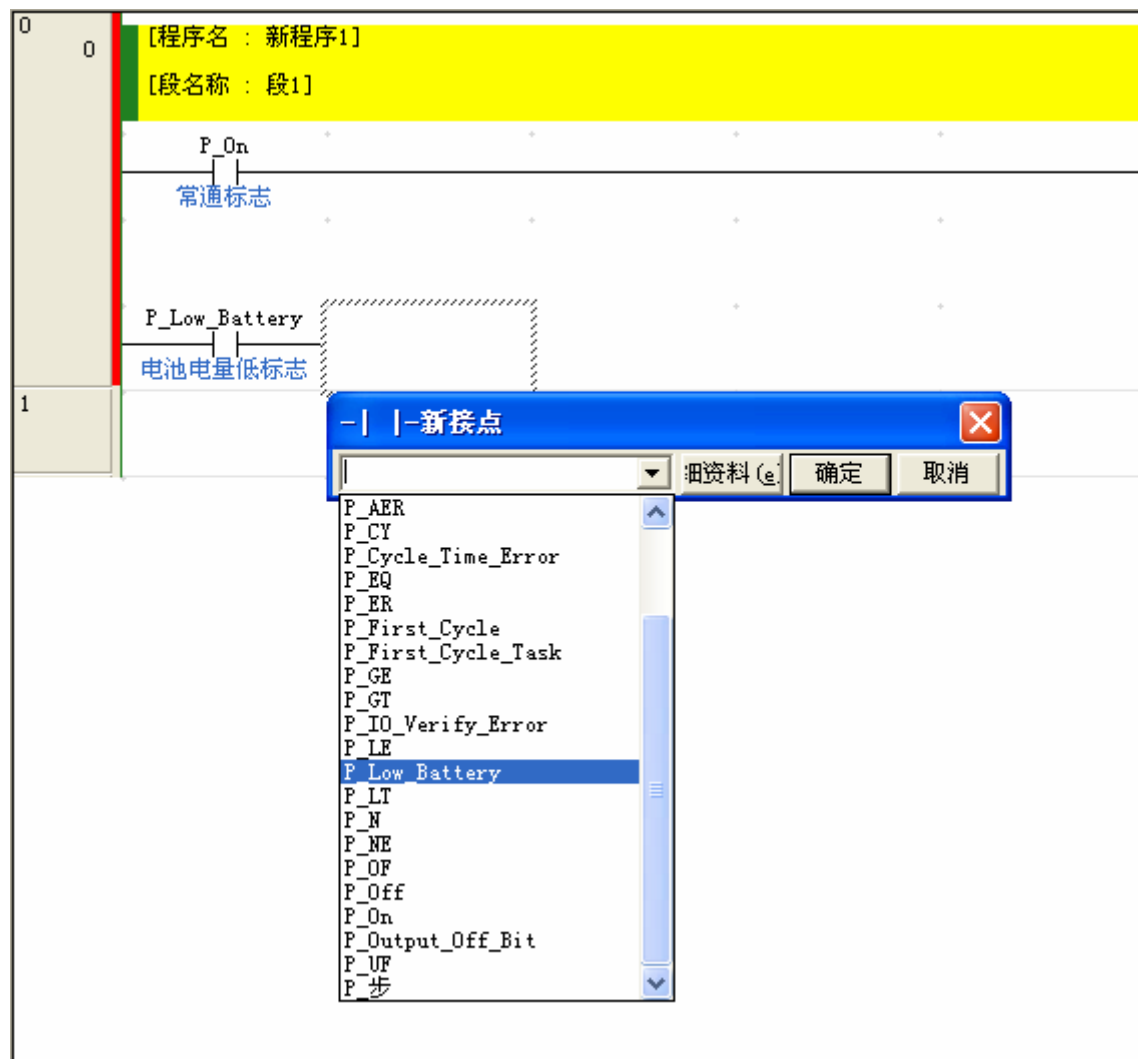 0
0
[程序名 : 新程序1]
[段名称 : 段1]
P_On
常通标志
P_Low_Battery
电池电量低标志
1
-| |-新接点
细资料(e) 确定 取消
P_AER
P_CY
P_Cycle_Time_Error
P_EQ
P_ER
P_First_Cycle
P_First_Cycle_Task
P_GE
P_GT
P_IO_Verify_Error
P_LE
P_Low_Battery
P_LT
P_N
P_NE
P_OF
P_Off
P_On
P_Output_Off_Bit
P_UF
P_步